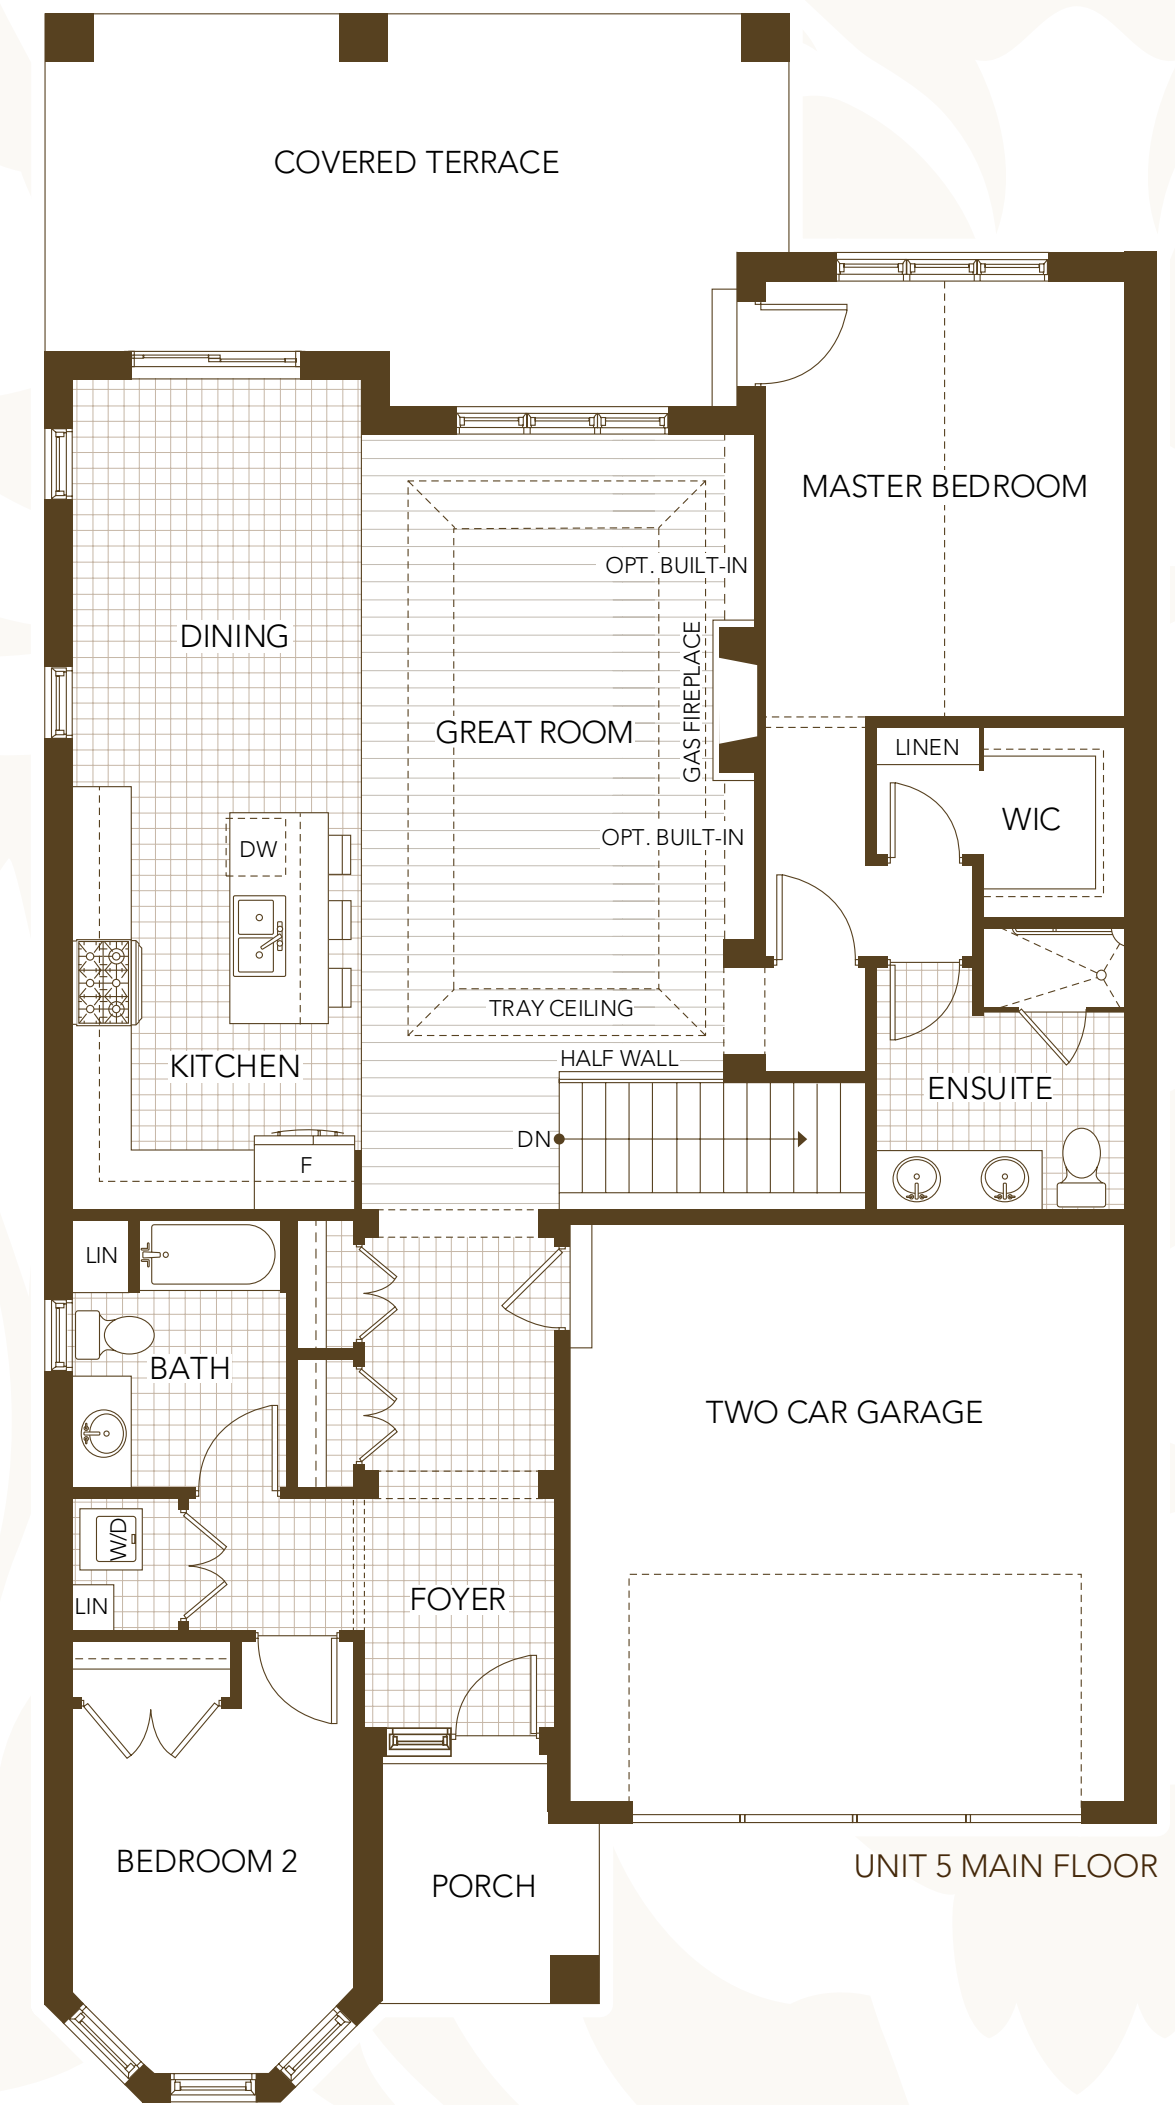 COVERED TERRACE
MASTER BEDROOM
OPT. BUILT-IN
DINING
GAS FIREPLACE
GREAT ROOM
LINEN
WIC
OPT. BUILT-IN
DW
TRAY CEILING
HALF WALL
KITCHEN
ENSUITE
DN
F
LIN
BATH
TWO CAR GARAGE
W/D
FOYER
LIN
BEDROOM 2
UNIT 5 MAIN FLOOR
PORCH